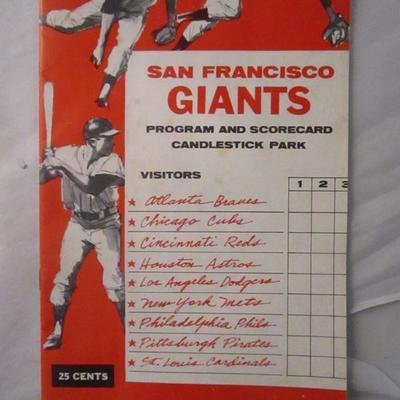 SAN FRANCISCO
GIANTS
PROGRAM AND SCORECARD
CANDLESTICK PARK
VISITORS
1 2 3
★ Atlanta Braves
★ Chicago Cubs
★ Cincinnati Reds
★ Houston Astros
★ Los Angeles Dodgers
★ New York Mets
★ Philadelphia Phils
★ Pittsburgh Pirates
★ St. Louis Cardinals
25 CENTS